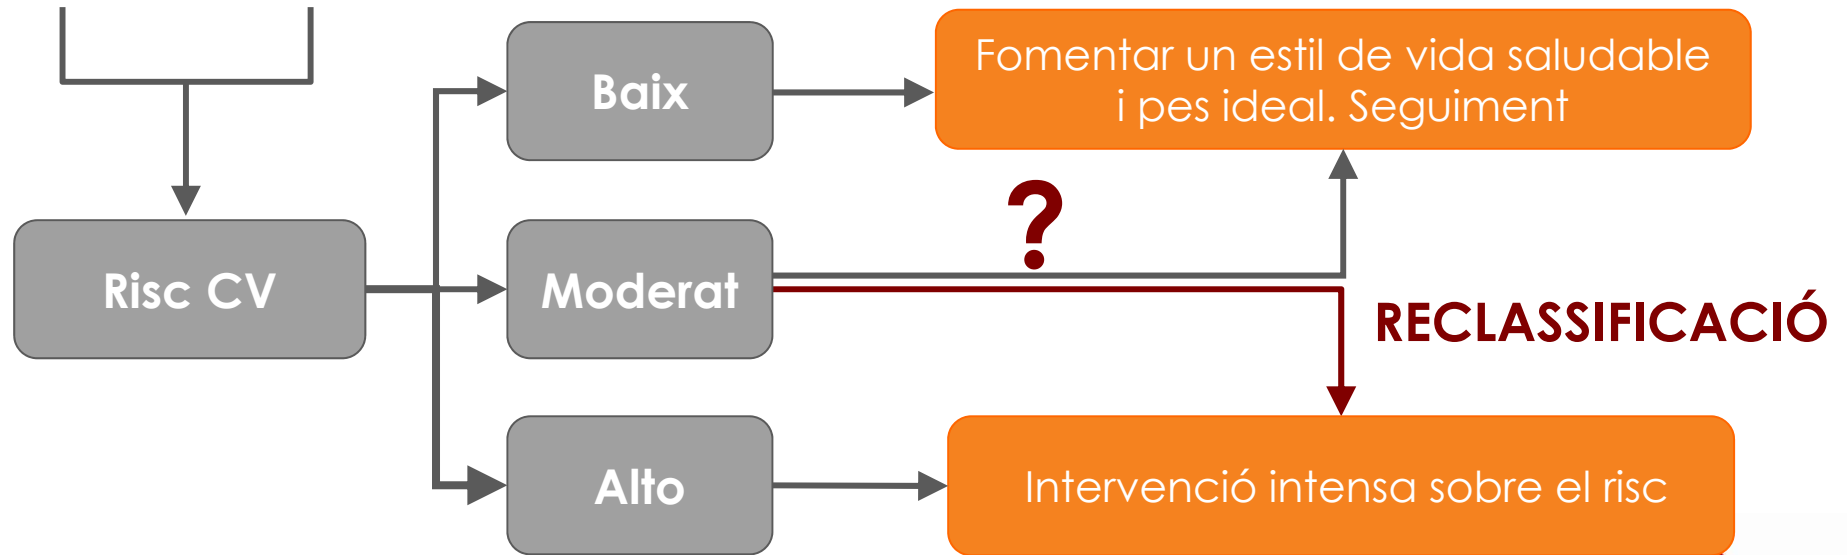 Baix
Fomentar un estil de vida saludable
i pes ideal. Seguiment
?
Risc CV
Moderat
RECLASSIFICACIÓ
Alto
Intervenció intensa sobre el risc